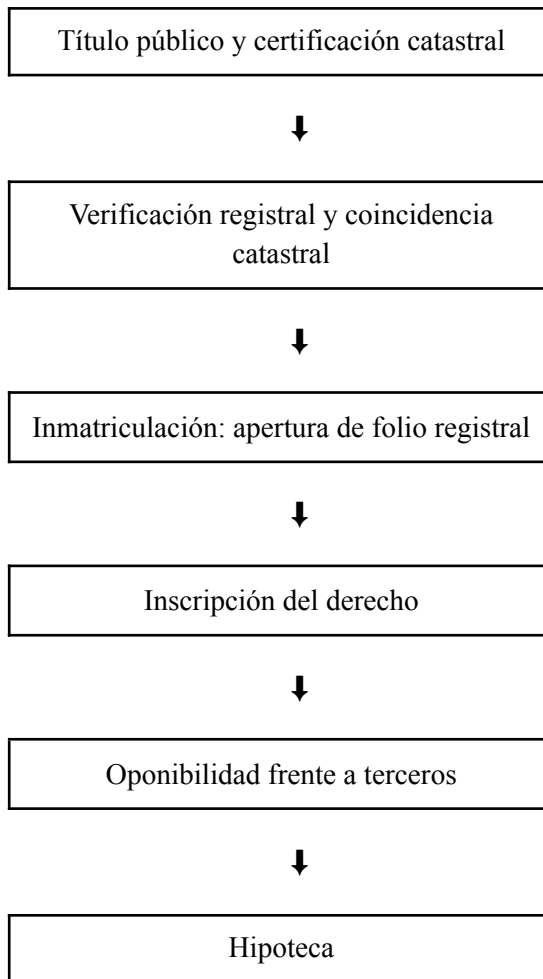 Título público y certificación catastral
Verificación registral y coincidencia
catastral
Inmatriculación: apertura de folio registral
Inscripción del derecho
Oponibilidad frente a terceros
Hipoteca